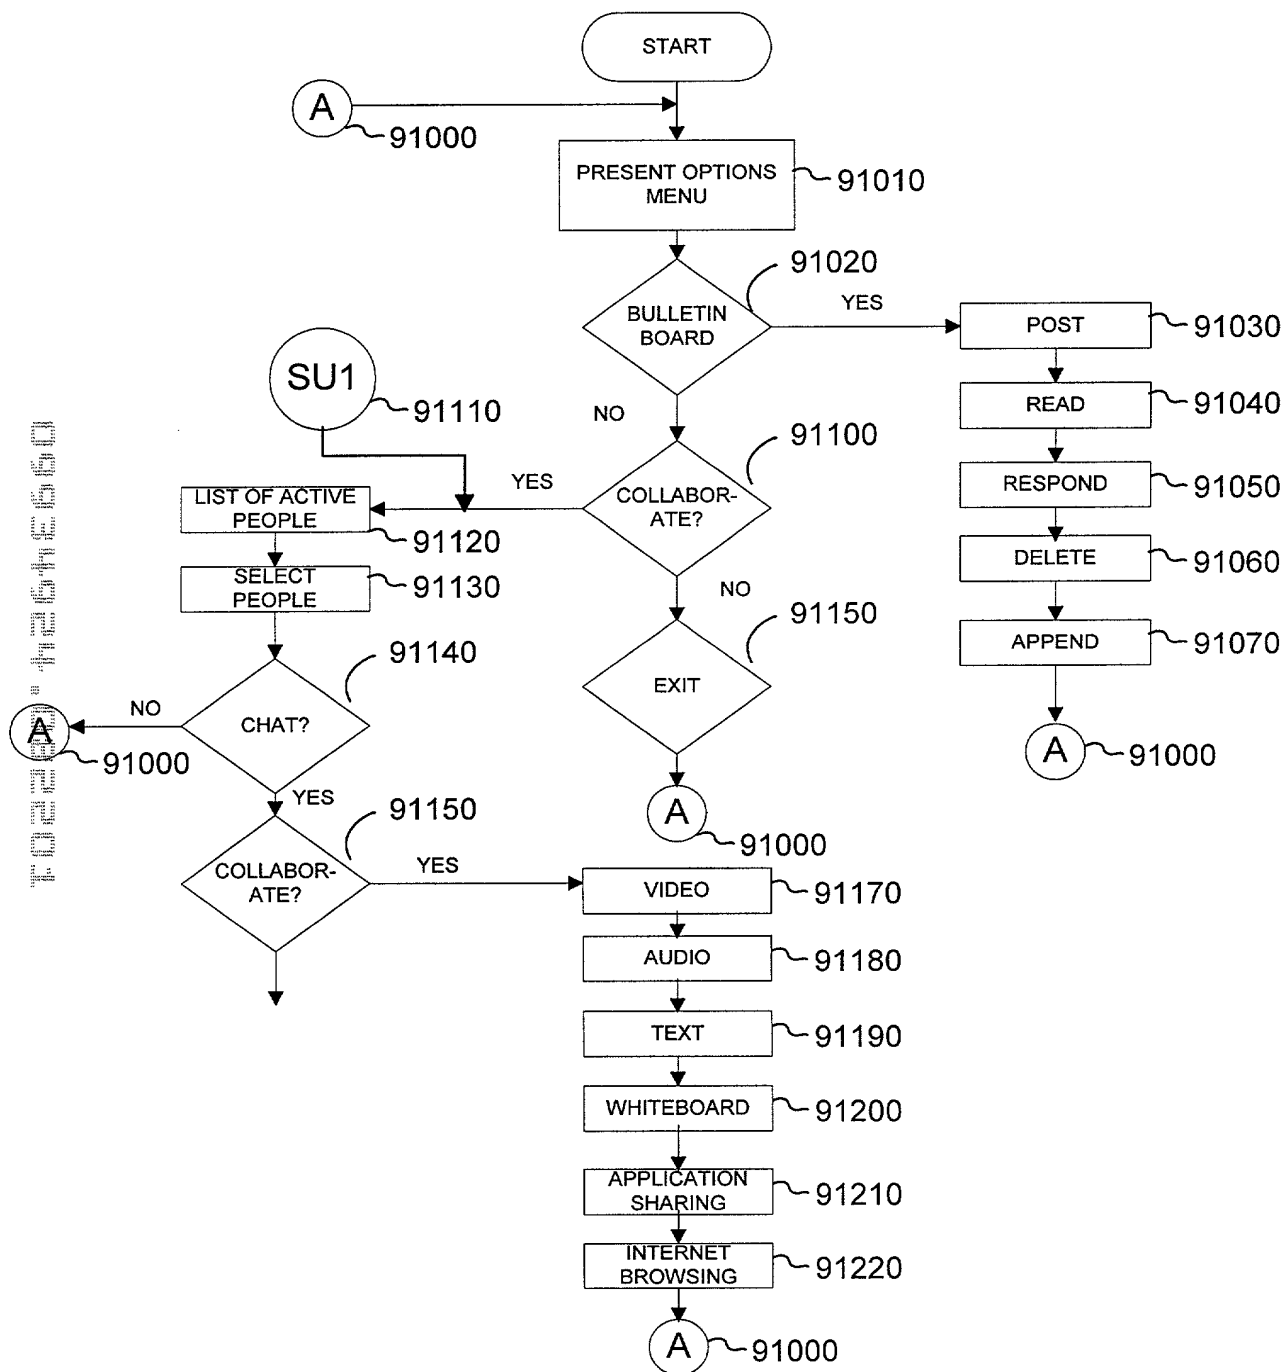 START
A
91000
PRESENT OPTIONS
MENU
91010
91020
BULLETIN
BOARD
YES
POST
91030
SU1
91110
NO
READ
91040
91100
COLLABOR-
ATE?
YES
RESPOND
91050
LIST OF ACTIVE
PEOPLE
91120
DELETE
91060
SELECT
PEOPLE
91130
NO
91150
APPEND
91070
91140
EXIT
CHAT?
NO
A
91000
A
91000
YES
A
91000
91150
COLLABOR-
ATE?
YES
VIDEO
91170
AUDIO
91180
TEXT
91190
WHITEBOARD
91200
APPLICATION
SHARING
91210
INTERNET
BROWSING
91220
A
91000